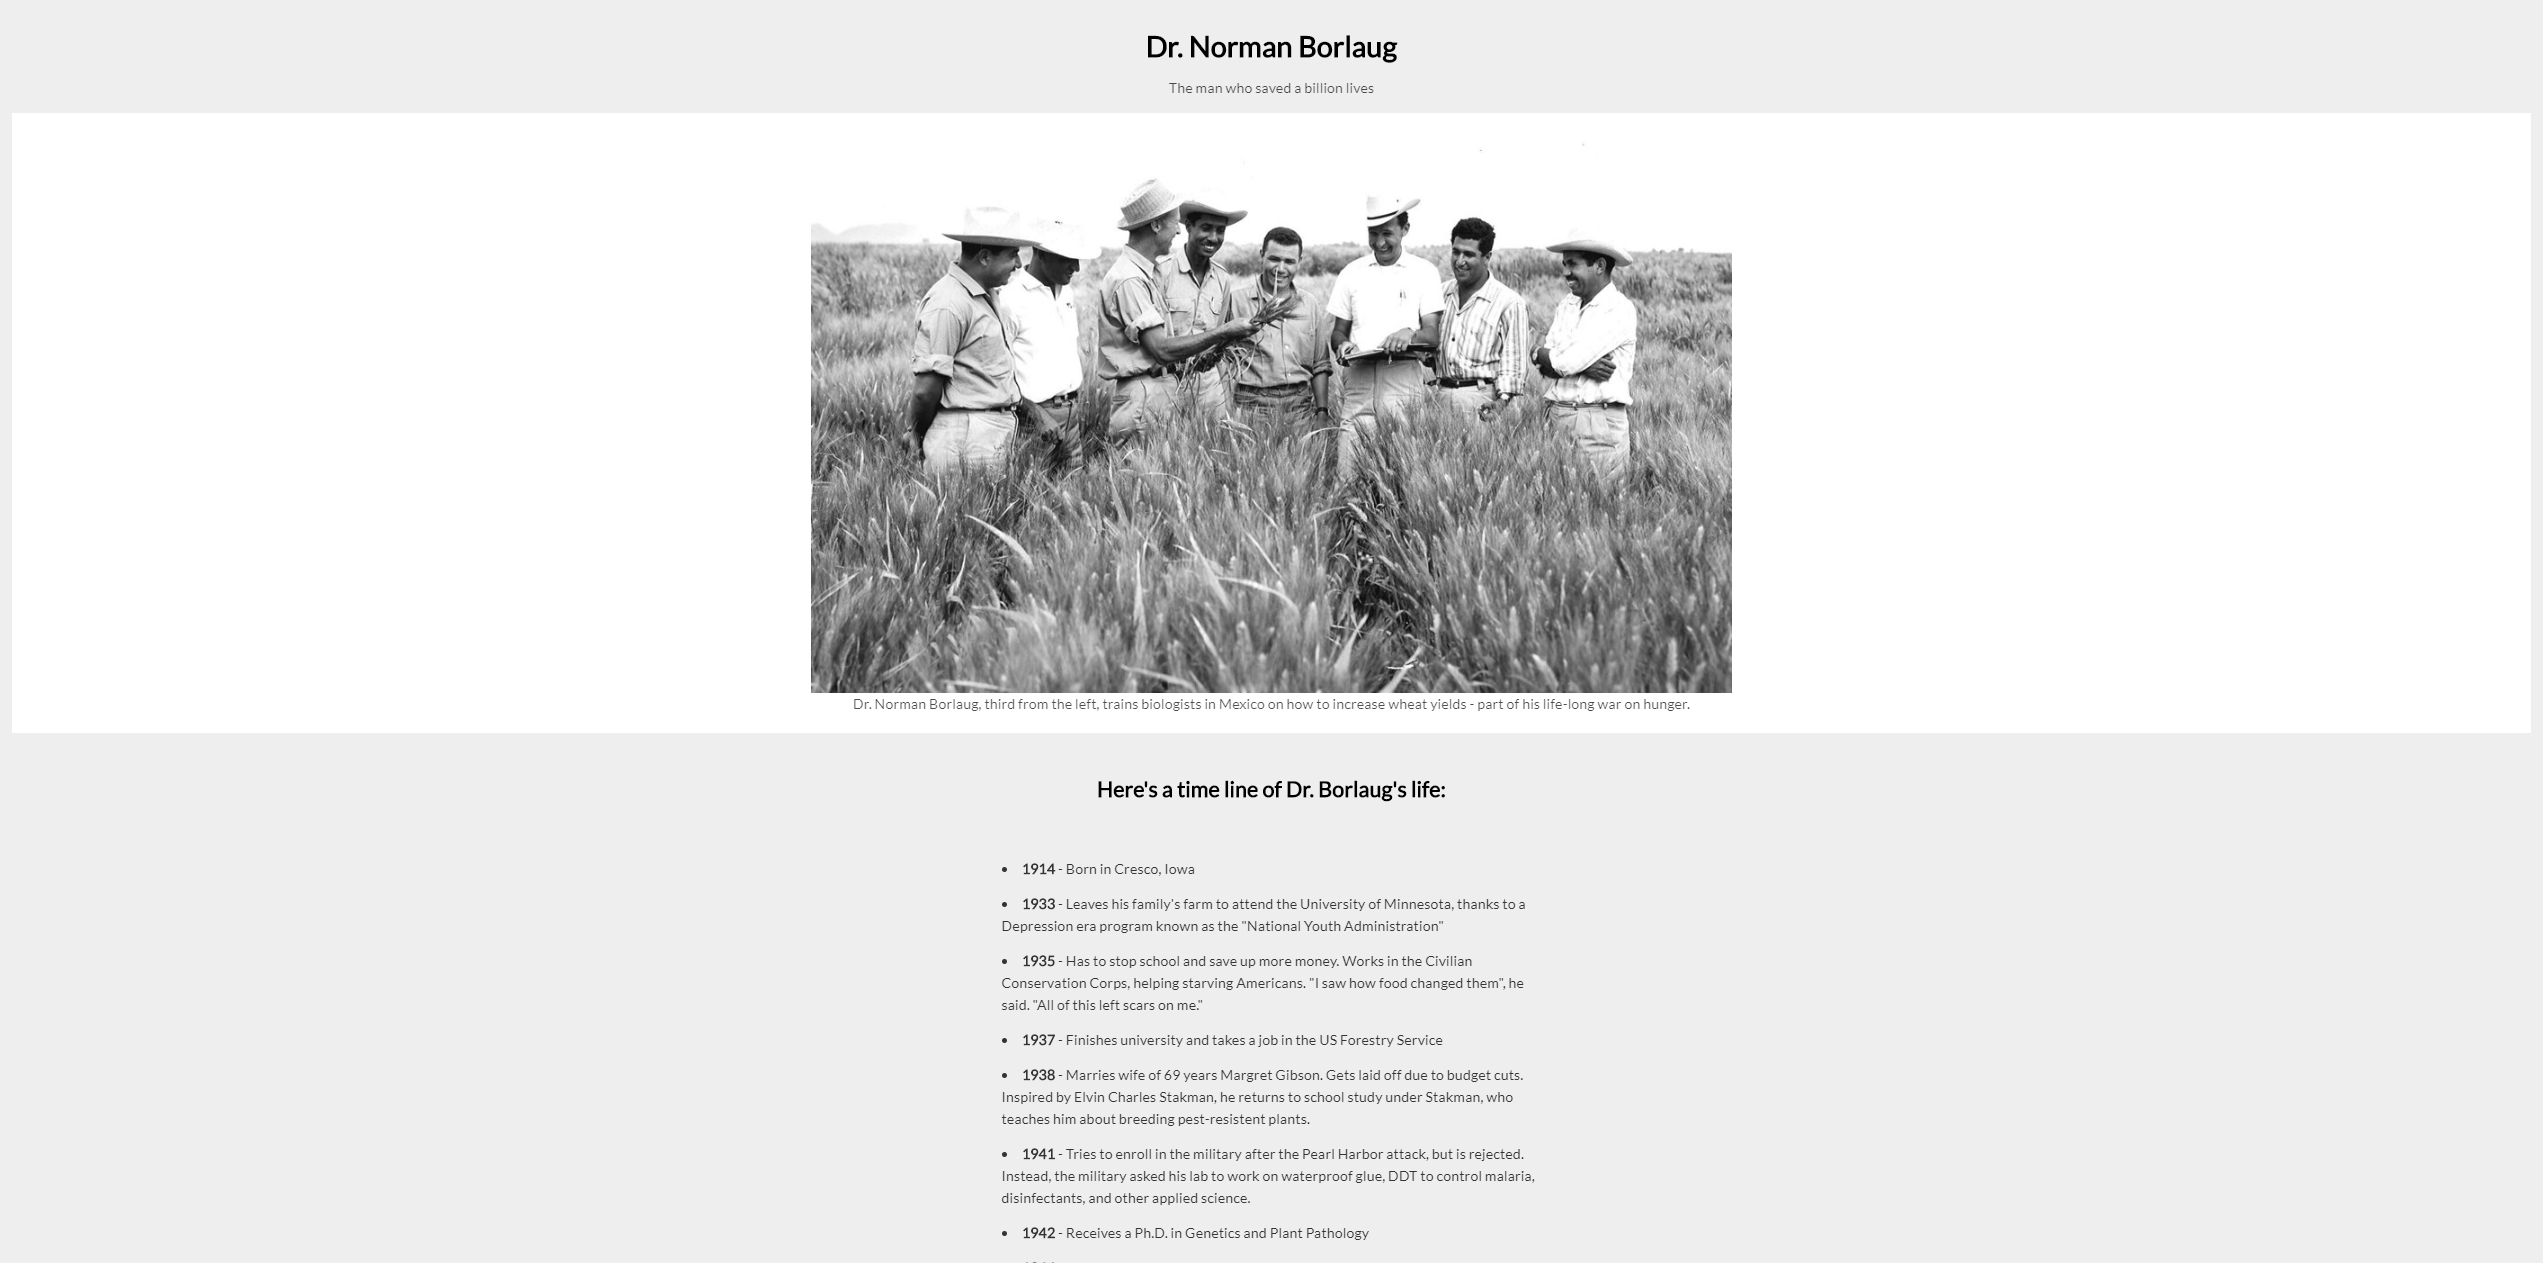 Dr. Norman Borlaug
The man who saved a billion lives
Dr. Norman Borlaug, third from the left, trains biologists in Mexico on how to increase wheat yields - part of his life-long war on hunger.
Here's a time line of Dr. Borlaug's life:
• 1914 - Born in Cresco, Iowa
• 1933 - Leaves his family's farm to attend the University of Minnesota, thanks to a
Depression era program known as the "National Youth Administration"
• 1935 - Has to stop school and save up more money. Works in the Civilian
Conservation Corps, helping starving Americans. "I saw how food changed them", he
said. "All of this left scars on me."
• 1937 - Finishes university and takes a job in the US Forestry Service
• 1938 - Marries wife of 69 years Margret Gibson. Gets laid off due to budget cuts.
Inspired by Elvin Charles Stakman, he returns to school study under Stakman, who
teaches him about breeding pest-resistent plants.
• 1941 - Tries to enroll in the military after the Pearl Harbor attack, but is rejected.
Instead, the military asked his lab to work on waterproof glue, DDT to control malaria,
disinfectants, and other applied science.
• 1942 - Receives a Ph.D. in Genetics and Plant Pathology